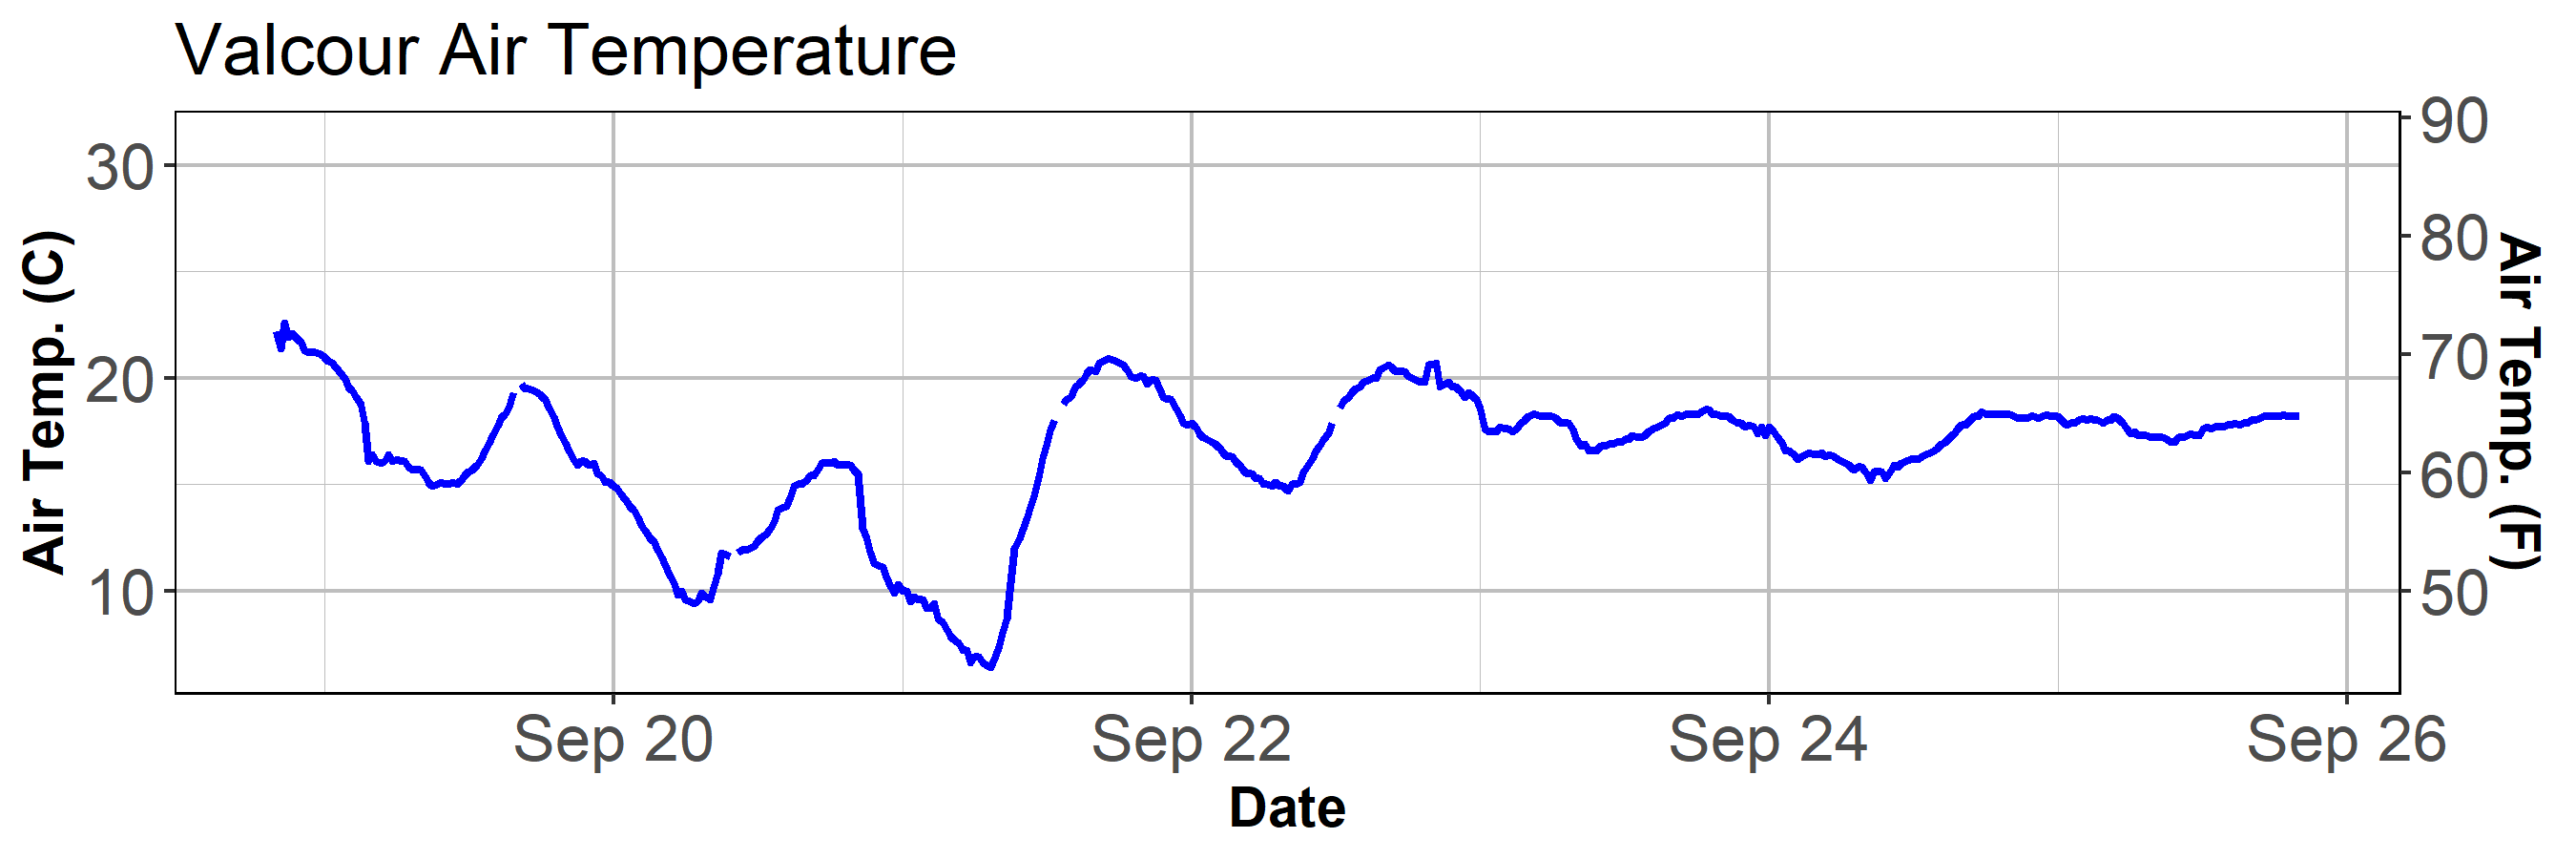 Valcour Air Temperature
Air Temp. (C)
30
20
10
90
80
70
60
50
Air Temp. (F)
Sep 20
Sep 22
Sep 24
Sep 26
Date